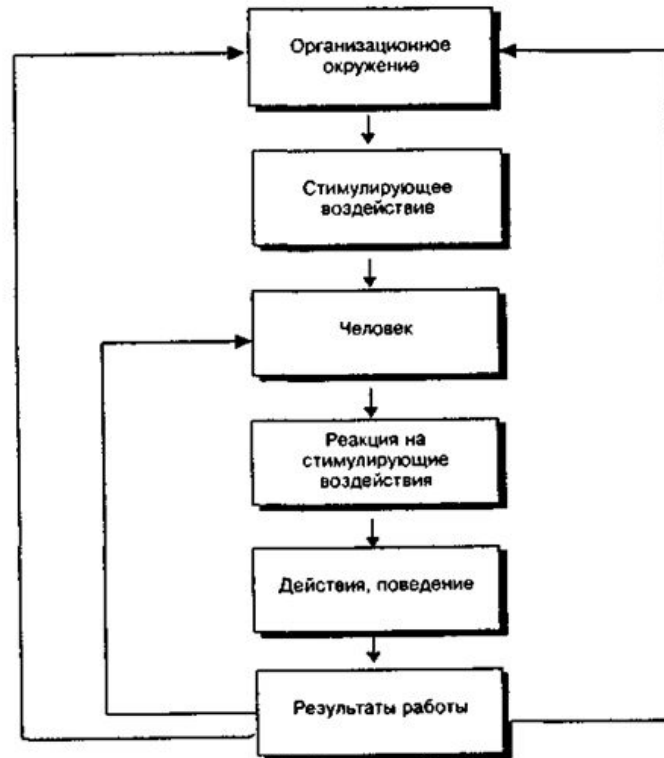 Организационное
окружение
Стимулирующее
воздействие
Человек
Реакция на
стимулирующие
воздействия
Действия, поведение
Результаты работы